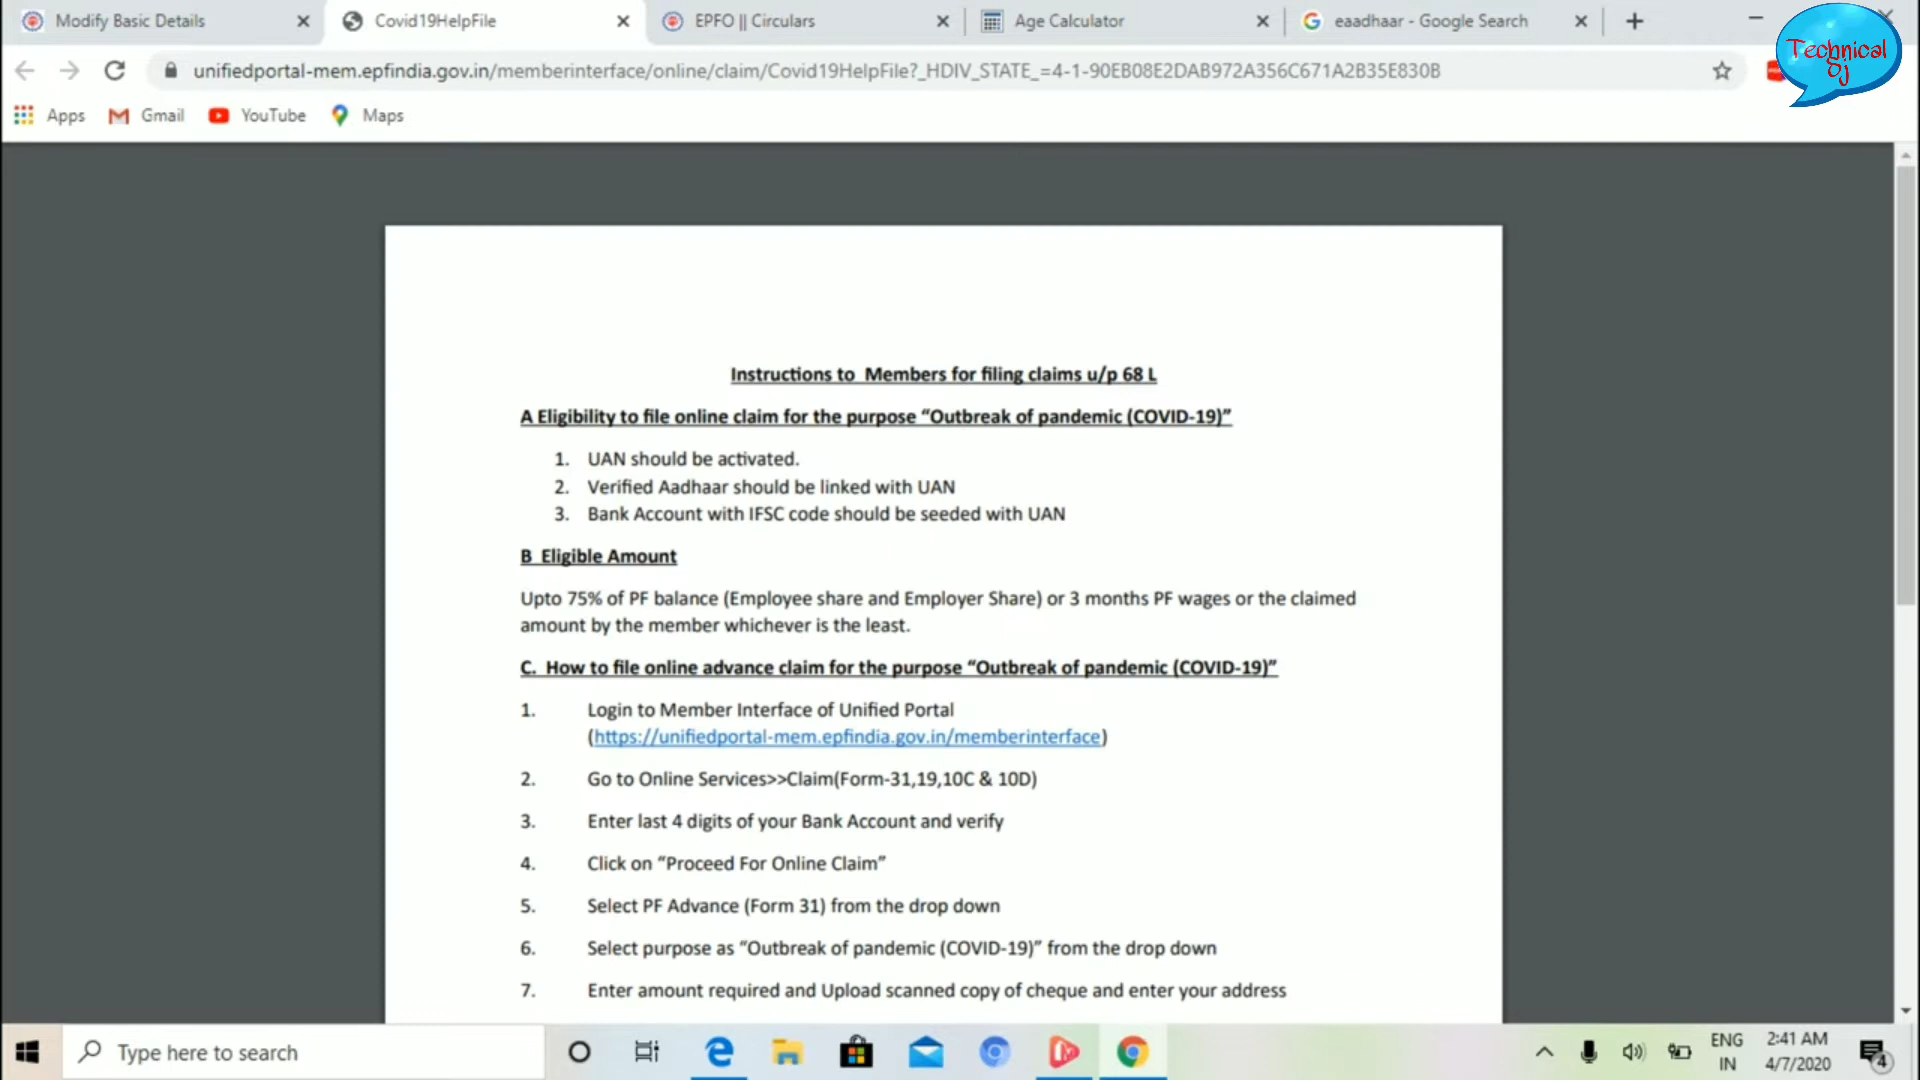 Modify Basic Details
Covid19HelpFile
EPFO || Circulars
Age Calculator
eaadhaar - Google Search
Technical
Oj
unifiedportal-mem.epfindia.gov.in/memberinterface/online/claim/Covid19HelpFile?_HDIV_STATE_=4-1-90EB08E2DAB972A356C671A2B35E830B
Apps
Gmail
YouTube
Maps
Instructions to Members for filing claims u/p 68 L
A Eligibility to file online claim for the purpose “Outbreak of pandemic (COVID-19)”
1. UAN should be activated.
2. Verified Aadhaar should be linked with UAN
3. Bank Account with IFSC code should be seeded with UAN
B Eligible Amount
Upto 75% of PF balance (Employee share and Employer Share) or 3 months PF wages or the claimed
amount by the member whichever is the least.
C. How to file online advance claim for the purpose “Outbreak of pandemic (COVID-19)”
1. Login to Member Interface of Unified Portal
(https://unifiedportal-mem.epfindia.gov.in/memberinterface)
2. Go to Online Services>>Claim(Form-31,19,10C & 10D)
3. Enter last 4 digits of your Bank Account and verify
4. Click on “Proceed For Online Claim”
5. Select PF Advance (Form 31) from the drop down
6. Select purpose as “Outbreak of pandemic (COVID-19)” from the drop down
7. Enter amount required and Upload scanned copy of cheque and enter your address
Type here to search
ENG
IN
2:41 AM
4/7/2020
4